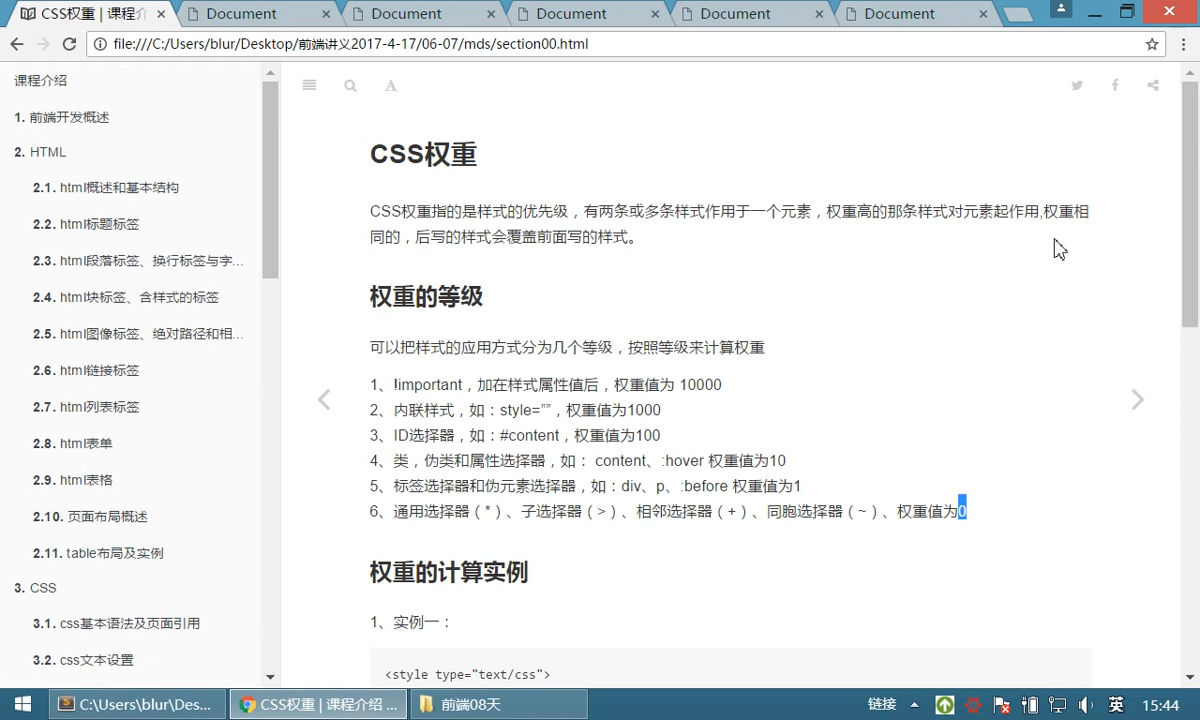 CSS权重 | 课程介
Document
Document
Document
Document
Document
file:///C:/Users/blur/Desktop/前端讲义2017-4-17/06-07/mds/section00.html
课程介绍
1. 前端开发概述
2. HTML
2.1. html概述和基本结构
2.2. html标题标签
2.3. html段落标签、换行标签与字...
2.4. html块标签、含样式的标签
2.5. html图像标签、绝对路径和相...
2.6. html链接标签
2.7. html列表标签
2.8. html表单
2.9. html表格
2.10. 页面布局概述
2.11. table布局及实例
3. CSS
3.1. css基本语法及页面引用
3.2. css文本设置
A
CSS权重
CSS权重指的是样式的优先级，有两条或多条样式作用于一个元素，权重高的那条样式对元素起作用,权重相
同的，后写的样式会覆盖前面写的样式。
权重的等级
可以把样式的应用方式分为几个等级，按照等级来计算权重
1、!important，加在样式属性值后，权重值为 10000
2、内联样式，如：style=””，权重值为1000
3、ID选择器，如：#content，权重值为100
4、类，伪类和属性选择器，如： content、:hover 权重值为10
5、标签选择器和伪元素选择器，如：div、p、:before 权重值为1
6、通用选择器（*）、子选择器（>）、相邻选择器（+）、同胞选择器（~）、权重值为0
权重的计算实例
1、实例一：
<style type="text/css">
C:\Users\blur\Des...
CSS权重 | 课程介绍 ...
前端08天
链接
英
15:44